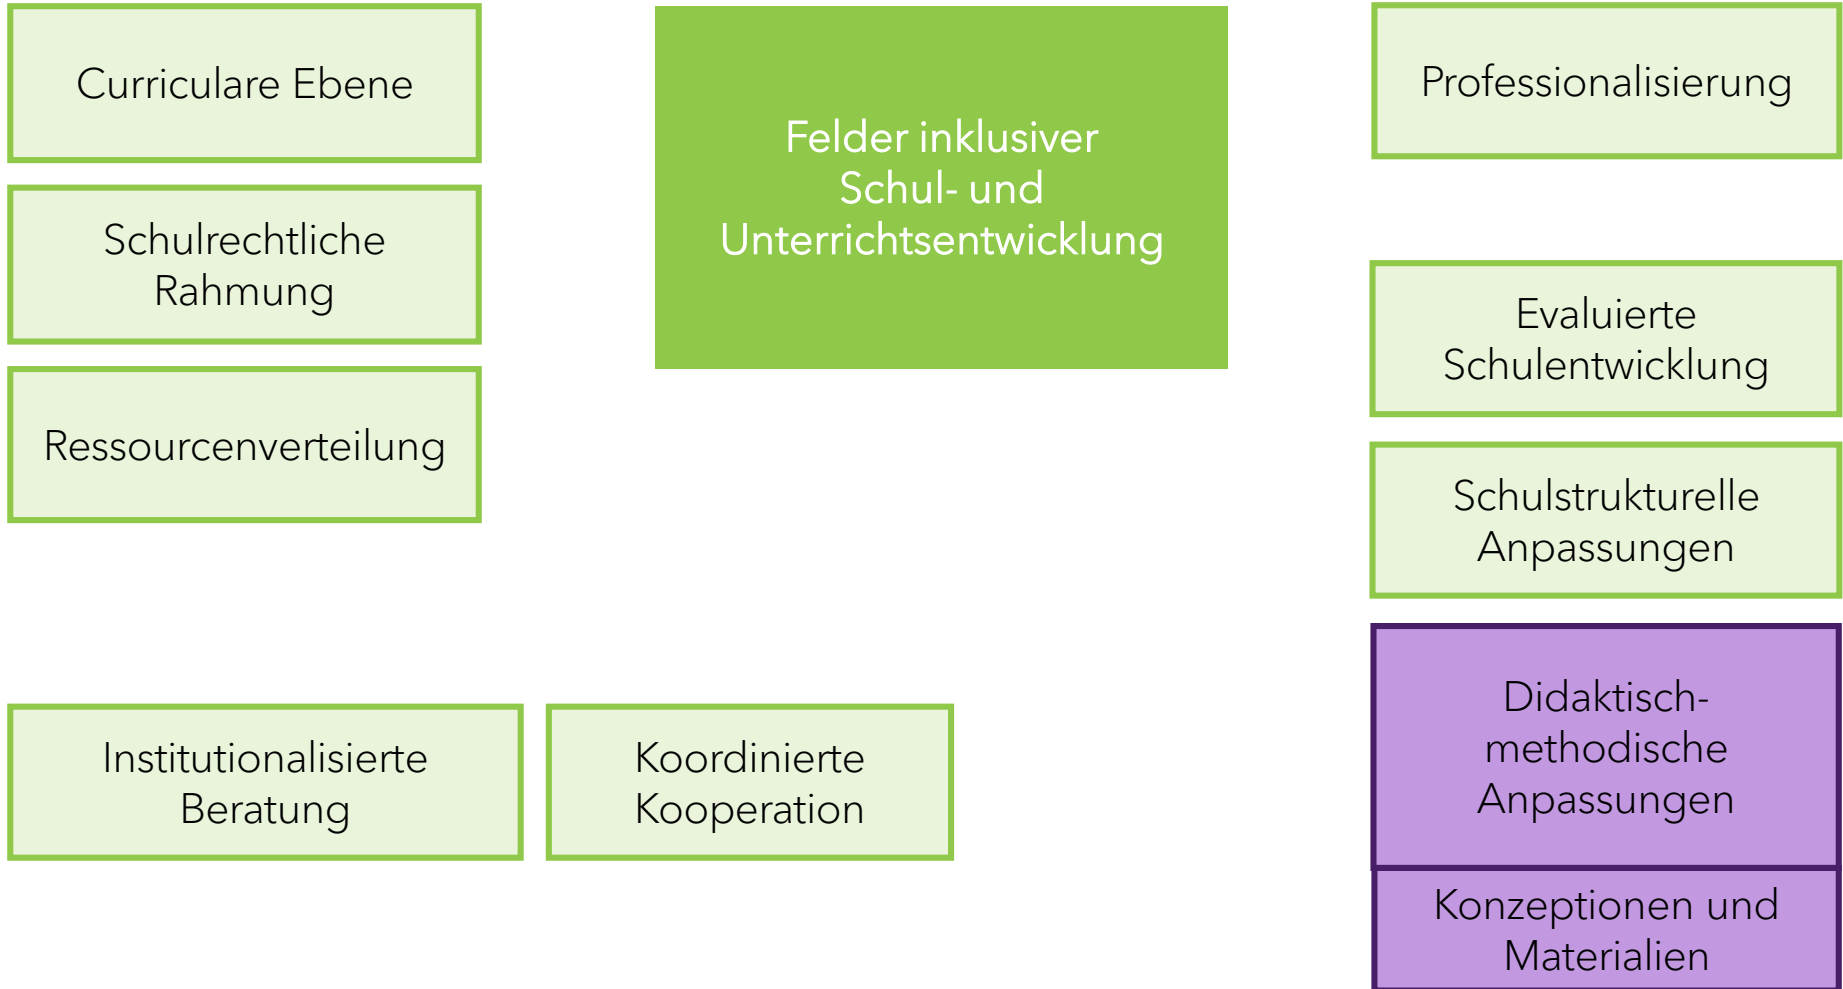 Curriculare Ebene
Schulrechtliche
Rahmung
Ressourcenverteilung
Felder inklusiver
Schul- und
Unterrichtsentwicklung
Professionalisierung
Evaluierte
Schulentwicklung
Schulstrukturelle
Anpassungen
Institutionalisierte
Beratung
Koordinierte
Kooperation
Didaktisch-
methodische
Anpassungen
Konzeptionen und
Materialien